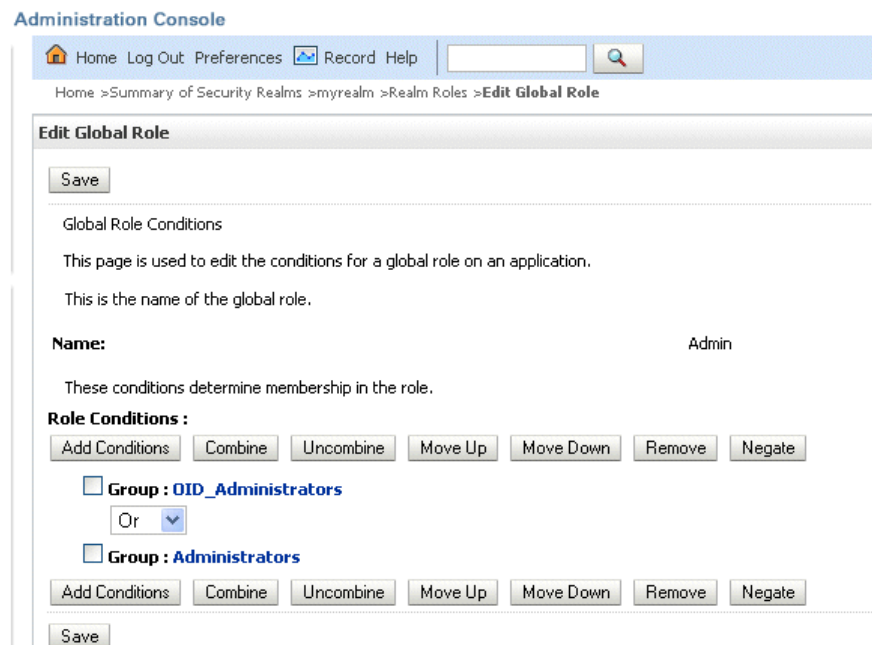 Administration Console
Home Log Out Preferences Record Help
Home >Summary of Security Realms >myrealm >Realm Roles >Edit Global Role
Edit Global Role
Save
Global Role Conditions
This page is used to edit the conditions for a global role on an application.
This is the name of the global role.
Name: Admin
These conditions determine membership in the role.
Role Conditions :
Add Conditions Combine Uncombine Move Up Move Down Remove Negate
Group : OID_Administrators
Or
Group : Administrators
Add Conditions Combine Uncombine Move Up Move Down Remove Negate
Save